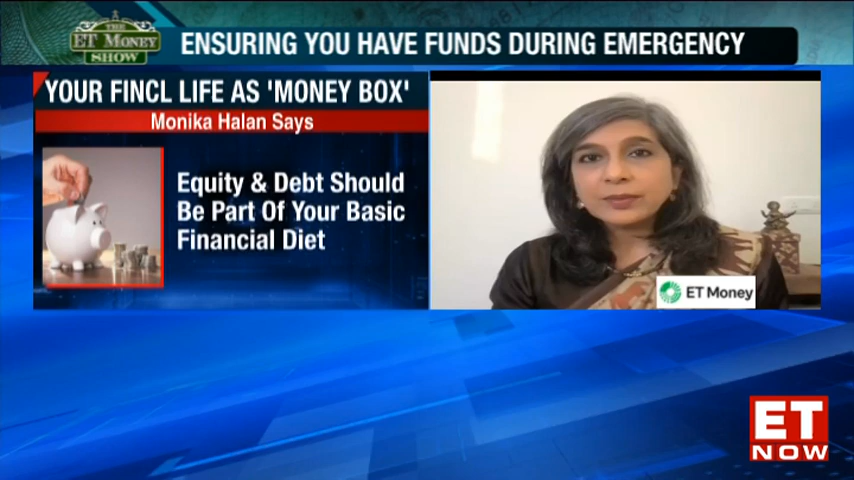 THE
ET MONEY
SHOW
ENSURING YOU HAVE FUNDS DURING EMERGENCY
YOUR FINCL LIFE AS 'MONEY BOX'
Monika Halan Says
Equity & Debt Should
Be Part Of Your Basic
Financial Diet
ET Money
ET
NOW